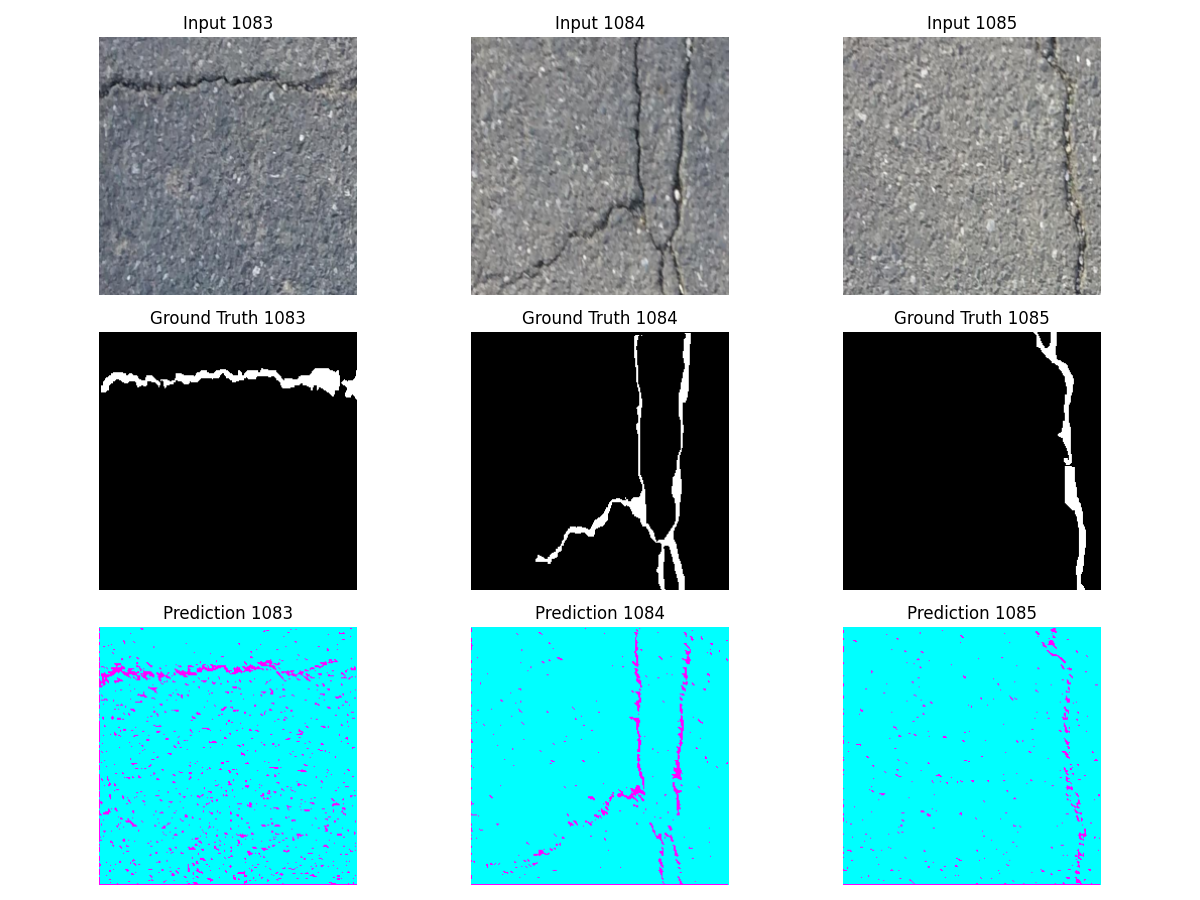 Input 1083
Input 1084
Input 1085
Ground Truth 1083
Ground Truth 1084
Ground Truth 1085
Prediction 1083
Prediction 1084
Prediction 1085